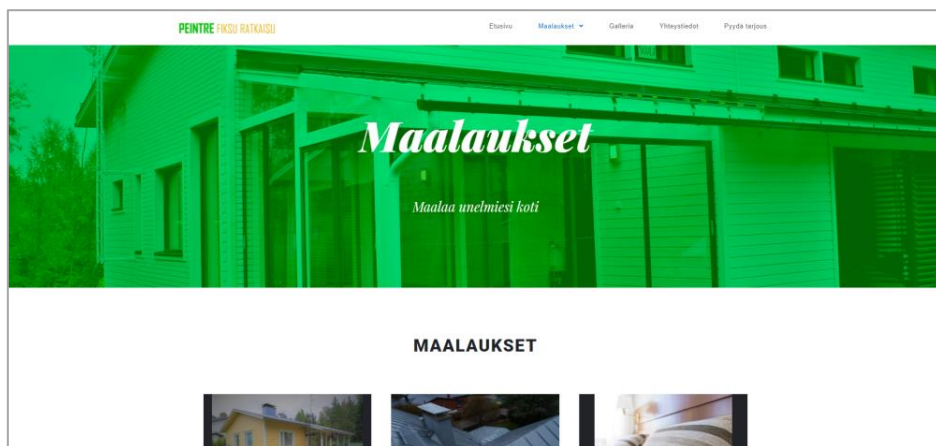 PEINTRE FIKSU RATKAISU
Etusivu Maalaukset Galleria Yhteystiedot Pyydä tarjous
Maalaukset
Maalaa unelmiesi koti
MAALAUKSET